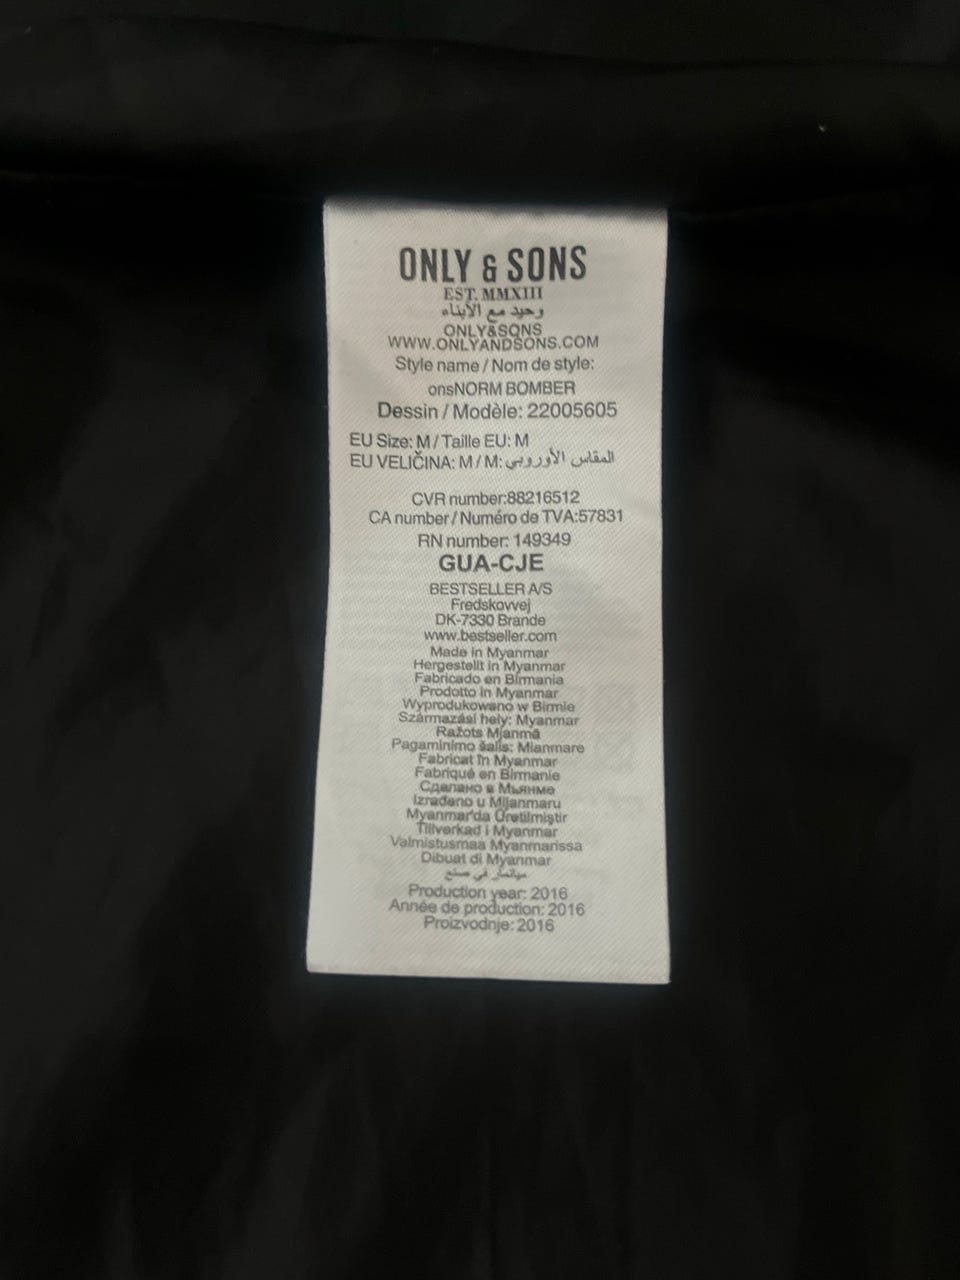 ONLY & SONS
EST. MMXIII
وحيد مع الأبناء
ONLY&SONS
WWW.ONLYANDSONS.COM
Style name / Nom de style:
onsNORM BOMBER
Dessin / Modèle: 22005605
EU Size: M / Taille EU: M
EU VELIČINA: M / M: المقاس الأوروبي
CVR number:88216512
CA number / Numéro de TVA:57831
RN number: 149349
GUA-CJE
BESTSELLER A/S
Fredskovvej
DK-7330 Brande
www.bestseller.com
Made in Myanmar
Hergestellt in Myanmar
Fabricado en Birmania
Prodotto in Myanmar
Wyprodukowano w Birmie
Származási hely: Myanmar
Ražots Mjanmā
Pagaminimo šalis: Mianmare
Fabricat în Myanmar
Fabriqué en Birmanie
Сделано в Мьянме
Izrađeno u Mijanmaru
Myanmar'da Üretilmiştir
Tillverkad i Myanmar
Valmistusmaa Myanmarissa
Dibuat di Myanmar
ميانمار في صنع
Production year: 2016
Année de production: 2016
Proizvodnje: 2016